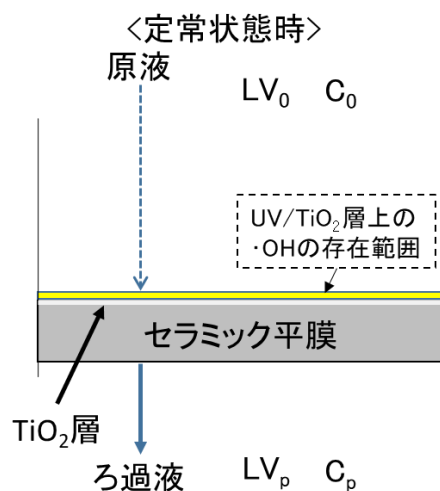 ＜定常状態時＞
原液
LV₀ C₀
UV/TiO₂層上の
・OHの存在範囲
セラミック平膜
TiO₂層
ろ過液
LVₚ Cₚ